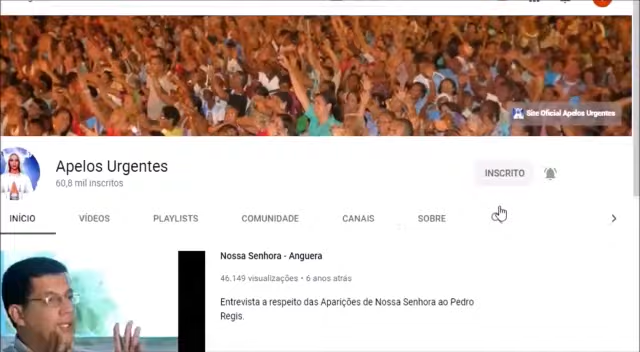 Site Oficial Apelos Urgentes
Apelos Urgentes
60,8 mil inscritos
INSCRITO
INÍCIO VÍDEOS PLAYLISTS COMUNIDADE CANAIS SOBRE
Nossa Senhora - Anguera
46.149 visualizações • 6 anos atrás
Entrevista a respeito das Aparições de Nossa Senhora ao Pedro
Regis.